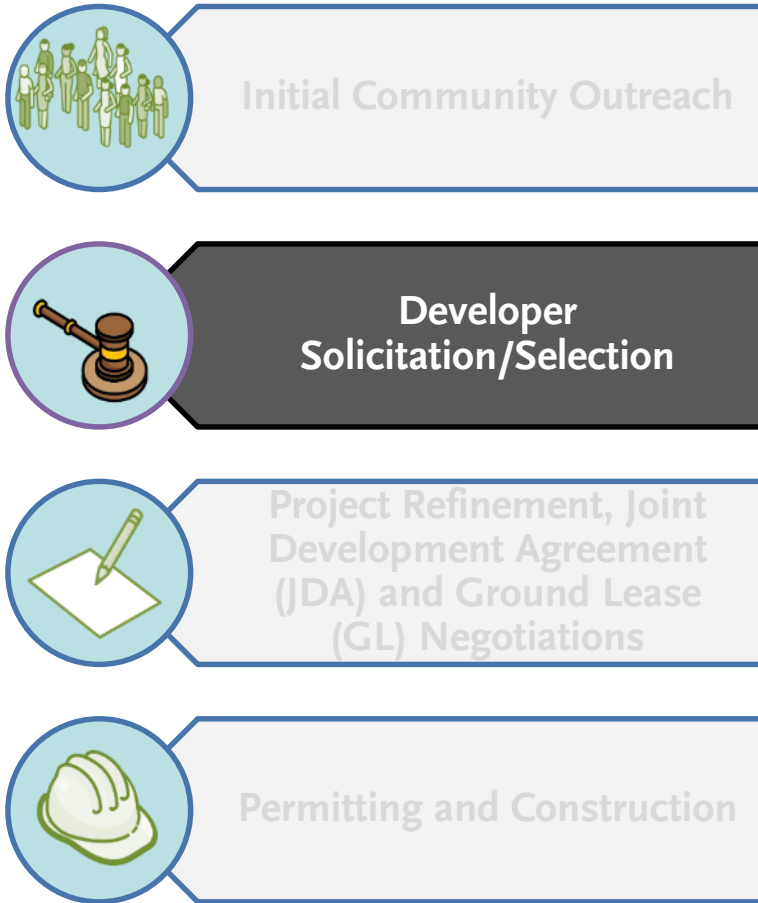 Initial Community Outreach
Developer
Solicitation/Selection
Project Refinement, Joint
Development Agreement
(JDA) and Ground Lease
(GL) Negotiations
Permitting and Construction